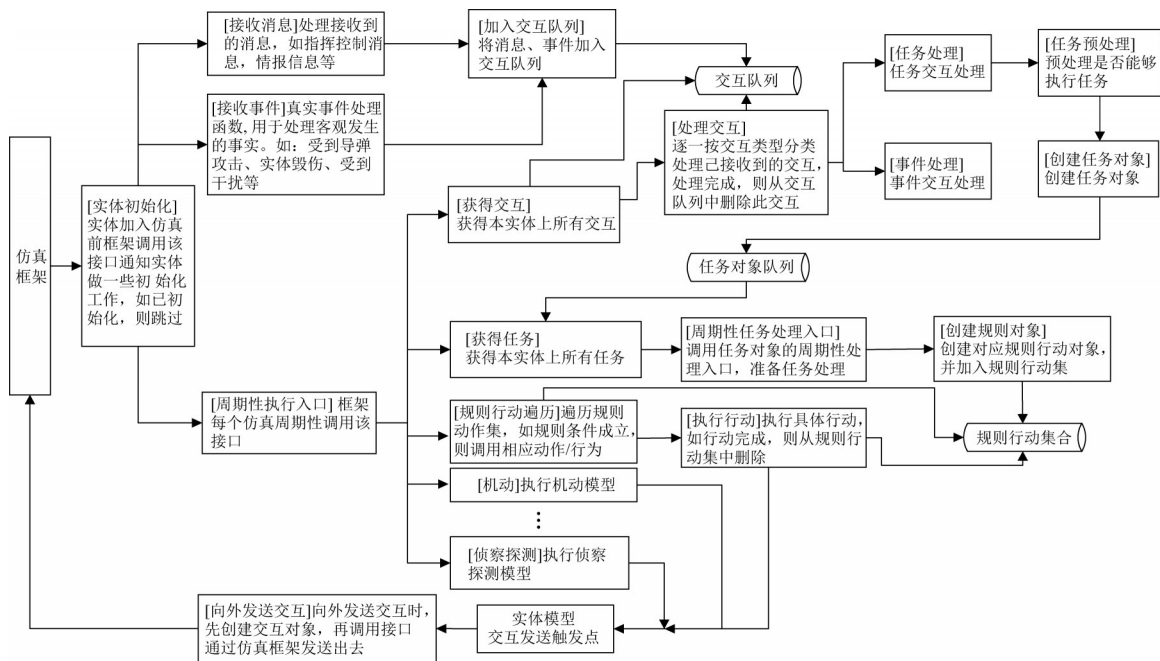 [接收消息]处理接收到
的消息，如指挥控制消
息，情报信息等
[加入交互队列]
将消息、事件加入
交互队列
交互队列
[任务处理]
任务交互处理
[任务预处理]
预处理是否能够
执行任务
[接收事件]真实事件处理
函数, 用于处理客观发生
的事实。如：受到导弹
攻击、实体毁伤、受到
干扰等
[处理交互]
逐一按交互类型分类
处理已接收到的交互，
处理完成，则从交互
队列中删除此交互
[事件处理]
事件交互处理
[创建任务对象]
创建任务对象
仿真
框架
[实体初始化]
实体加入仿真
前框架调用该
接口通知实体
做一些初 始化
工作，如已初
始化，则跳过
[获得交互]
获得本实体上所有交互
任务对象队列
[获得任务]
获得本实体上所有任务
[周期性任务处理入口]
调用任务对象的周期性处
理入口，准备任务处理
[创建规则对象]
创建对应规则行动对象，
并加入规则行动集
[周期性执行入口] 框架
每个仿真周期性调用该
接口
[规则行动遍历]遍历规则
动作集，如规则条件成立，
则调用相应动作/行为
[执行行动]执行具体行动，
如行动完成，则从规则行
动集中删除
规则行动集合
[机动]执行机动模型
[侦察探测]执行侦察
探测模型
[向外发送交互]向外发送交互时，
先创建交互对象，再调用接口
通过仿真框架发送出去
实体模型
交互发送触发点